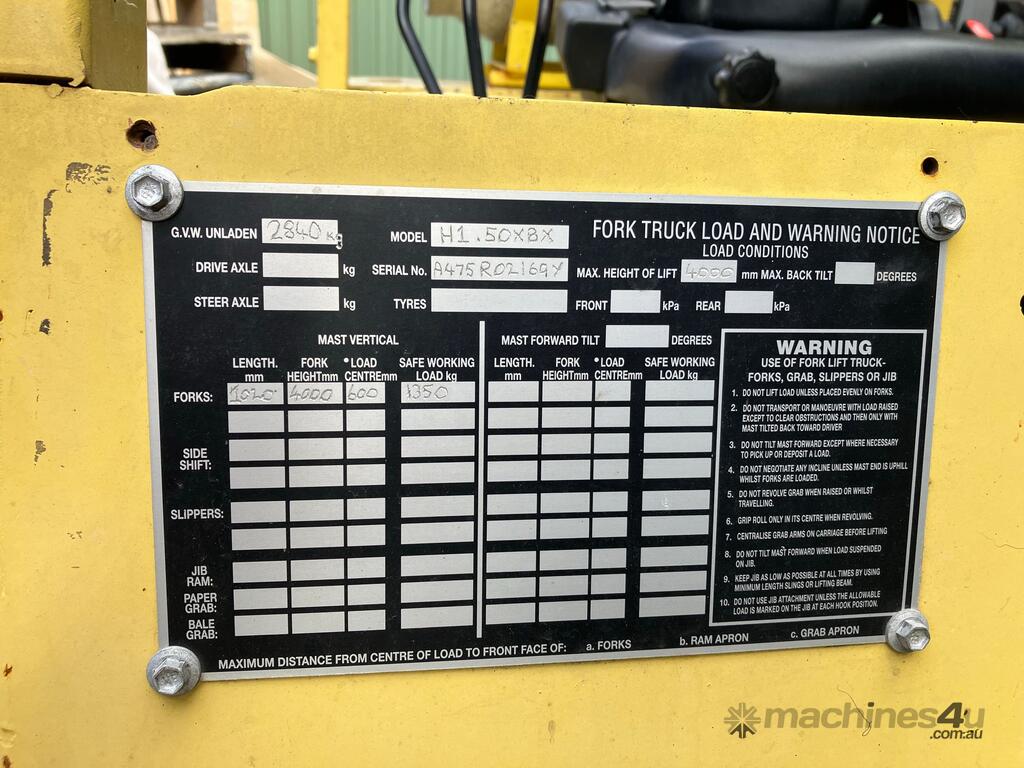 FORK TRUCK LOAD AND WARNING NOTICE
LOAD CONDITIONS
G.V.W. UNLADEN 2840 Kg
MODEL H1.50XBX
DRIVE AXLE kg
SERIAL No. A475R02169Y
MAX. HEIGHT OF LIFT 4000 mm MAX. BACK TILT DEGREES
STEER AXLE kg
TYRES
FRONT kPa REAR kPa
MAST VERTICAL
LENGTH. mm FORK HEIGHTmm •LOAD CENTREmm SAFE WORKING LOAD kg
FORKS: 1020 4000 600 1350
SIDE SHIFT:
SLIPPERS:
JIB RAM:
PAPER GRAB:
BALE GRAB:
MAST FORWARD TILT DEGREES
LENGTH. mm FORK HEIGHTmm •LOAD CENTREmm SAFE WORKING LOAD kg
WARNING
USE OF FORK LIFT TRUCK-
FORKS, GRAB, SLIPPERS OR JIB
1. DO NOT LIFT LOAD UNLESS PLACED EVENLY ON FORKS.
2. DO NOT TRANSPORT OR MANOEUVRE WITH LOAD RAISED
EXCEPT TO CLEAR OBSTRUCTIONS AND THEN ONLY WITH
MAST TILTED BACK TOWARD DRIVER
3. DO NOT TILT MAST FORWARD EXCEPT WHERE NECESSARY
TO PICK UP OR DEPOSIT A LOAD.
4. DO NOT NEGOTIATE ANY INCLINE UNLESS MAST END IS UPHILL
WHILST FORKS ARE LOADED.
5. DO NOT REVOLVE GRAB WHEN RAISED OR WHILST
TRAVELLING.
6. GRIP ROLL ONLY IN ITS CENTRE WHEN REVOLVING.
7. CENTRALISE GRAB ARMS ON CARRIAGE BEFORE LIFTING
8. DO NOT TILT MAST FORWARD WHEN LOAD SUSPENDED
ON JIB.
9. KEEP JIB AS LOW AS POSSIBLE AT ALL TIMES BY USING
MINIMUM LENGTH SLINGS OR LIFTING BEAM.
10. DO NOT USE JIB ATTACHMENT UNLESS THE ALLOWABLE
LOAD IS MARKED ON THE JIB AT EACH HOOK POSITION.
MAXIMUM DISTANCE FROM CENTRE OF LOAD TO FRONT FACE OF: a. FORKS b. RAM APRON c. GRAB APRON
machines4u
.com.au